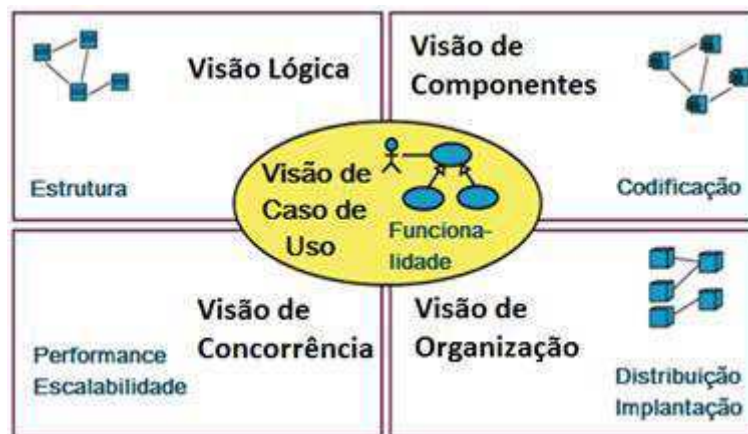 Visão Lógica
Estrutura
Visão de
Componentes
Codificação
Visão de
Caso de
Uso
Funciona-
lidade
Visão de
Concorrência
Performance
Escalabilidade
Visão de
Organização
Distribuição
Implantação